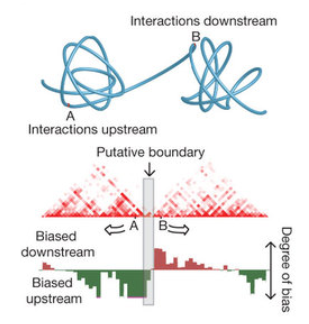 Interactions downstream
B
A
Interactions upstream
Putative boundary
A B
Biased
downstream
Biased
upstream
Degree of bias